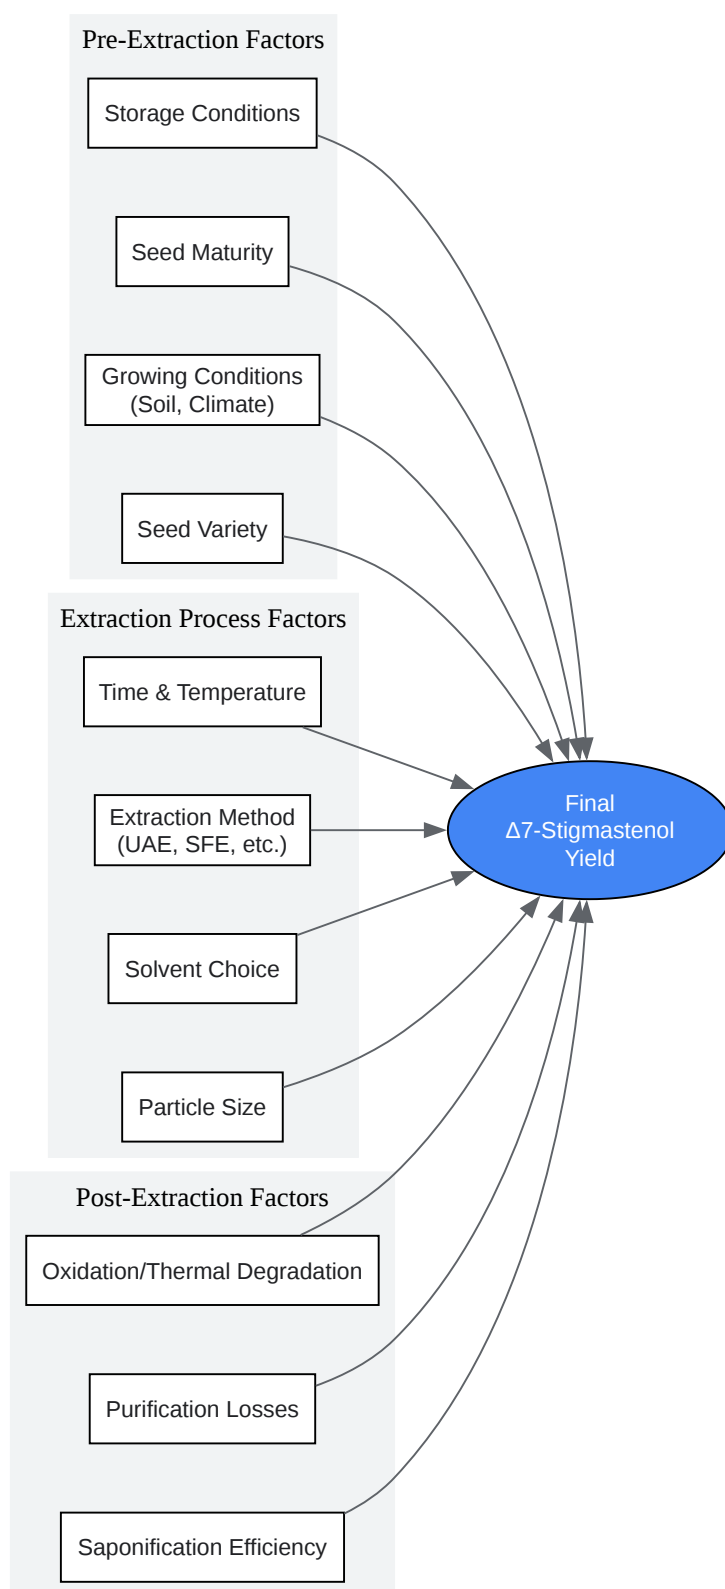 Pre-Extraction Factors
Storage Conditions
Seed Maturity
Growing Conditions
(Soil, Climate)
Seed Variety
Extraction Process Factors
Time & Temperature
Extraction Method
(UAE, SFE, etc.)
Solvent Choice
Particle Size
Final
Δ7-Stigmastenol
Yield
Post-Extraction Factors
Oxidation/Thermal Degradation
Purification Losses
Saponification Efficiency